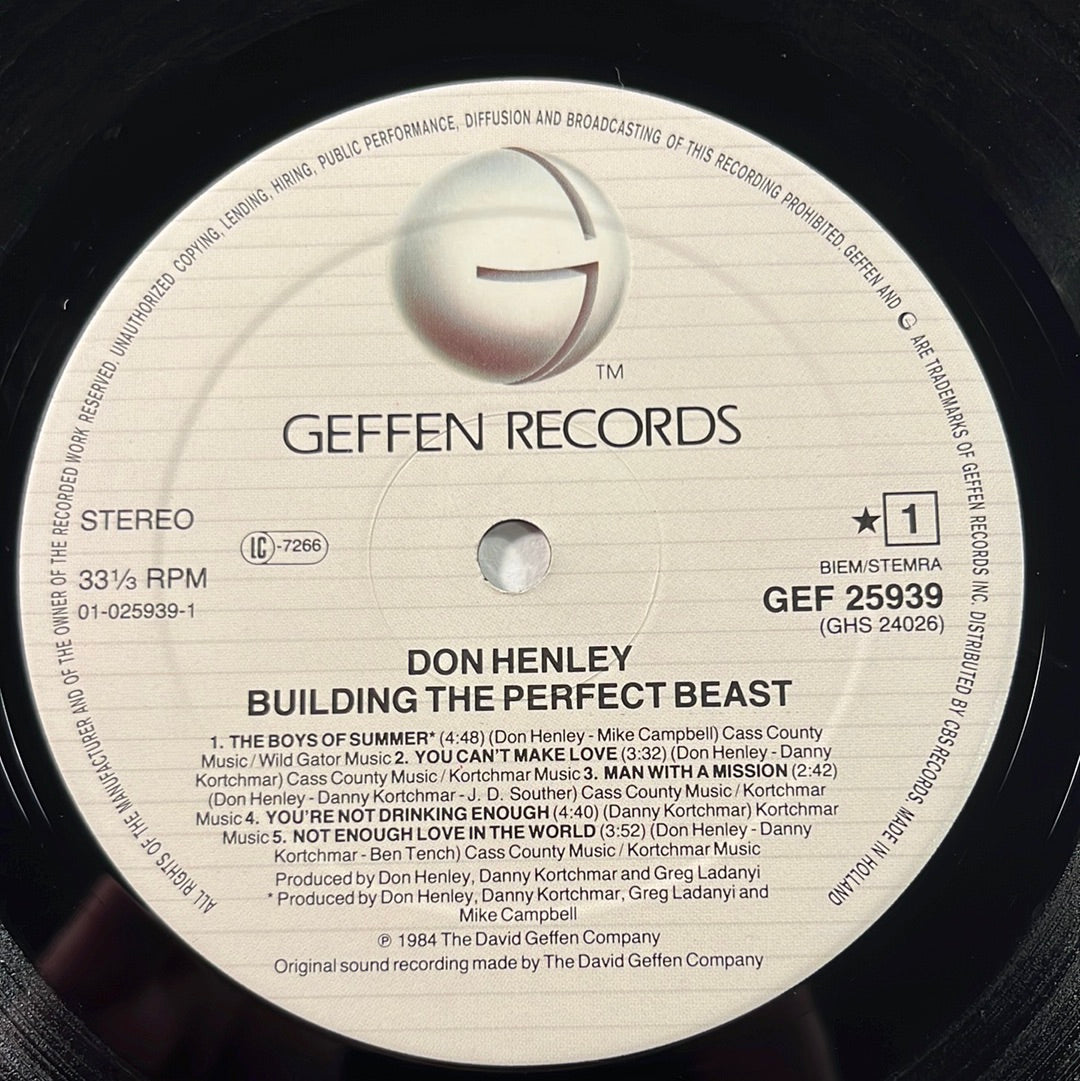 ALL RIGHTS OF THE MANUFACTURER AND OF THE OWNER OF THE RECORDED WORK RESERVED. UNAUTHORIZED COPYING, LENDING, HIRING, PUBLIC PERFORMANCE, DIFFUSION AND BROADCASTING OF THIS RECORDING PROHIBITED. GEFFEN AND G ARE TRADEMARKS OF GEFFEN RECORDS INC. DISTRIBUTED BY CBS RECORDS. MADE IN HOLLAND
G
TM
GEFFEN RECORDS
STEREO
LC-7266
33⅓ RPM
01-025939-1
★ 1
BIEM/STEMRA
GEF 25939
(GHS 24026)
DON HENLEY
BUILDING THE PERFECT BEAST
1. THE BOYS OF SUMMER* (4:48) (Don Henley - Mike Campbell) Cass County
Music / Wild Gator Music 2. YOU CAN'T MAKE LOVE (3:32) (Don Henley - Danny
Kortchmar) Cass County Music / Kortchmar Music 3. MAN WITH A MISSION (2:42)
(Don Henley - Danny Kortchmar - J. D. Souther) Cass County Music / Kortchmar
Music 4. YOU'RE NOT DRINKING ENOUGH (4:40) (Danny Kortchmar) Kortchmar
Music 5. NOT ENOUGH LOVE IN THE WORLD (3:52) (Don Henley - Danny
Kortchmar - Ben Tench) Cass County Music / Kortchmar Music
Produced by Don Henley, Danny Kortchmar and Greg Ladanyi
* Produced by Don Henley, Danny Kortchmar, Greg Ladanyi and
Mike Campbell
℗ 1984 The David Geffen Company
Original sound recording made by The David Geffen Company